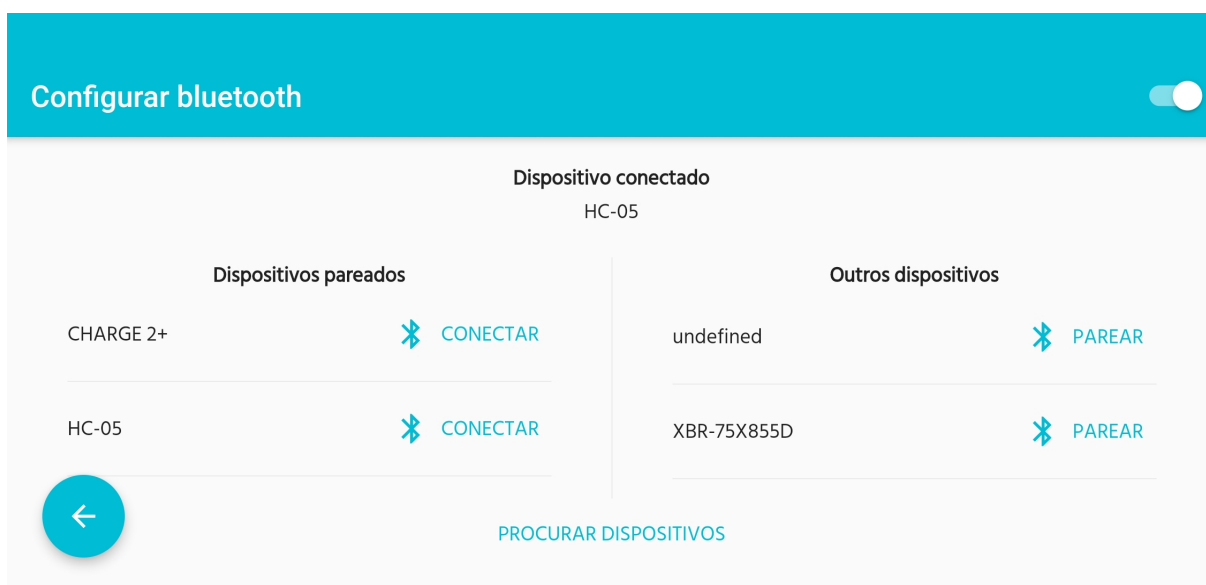 Configurar bluetooth
Dispositivo conectado
HC-05
Dispositivos pareados
CHARGE 2+
CONECTAR
HC-05
CONECTAR
Outros dispositivos
undefined
PAREAR
XBR-75X855D
PAREAR
PROCURAR DISPOSITIVOS